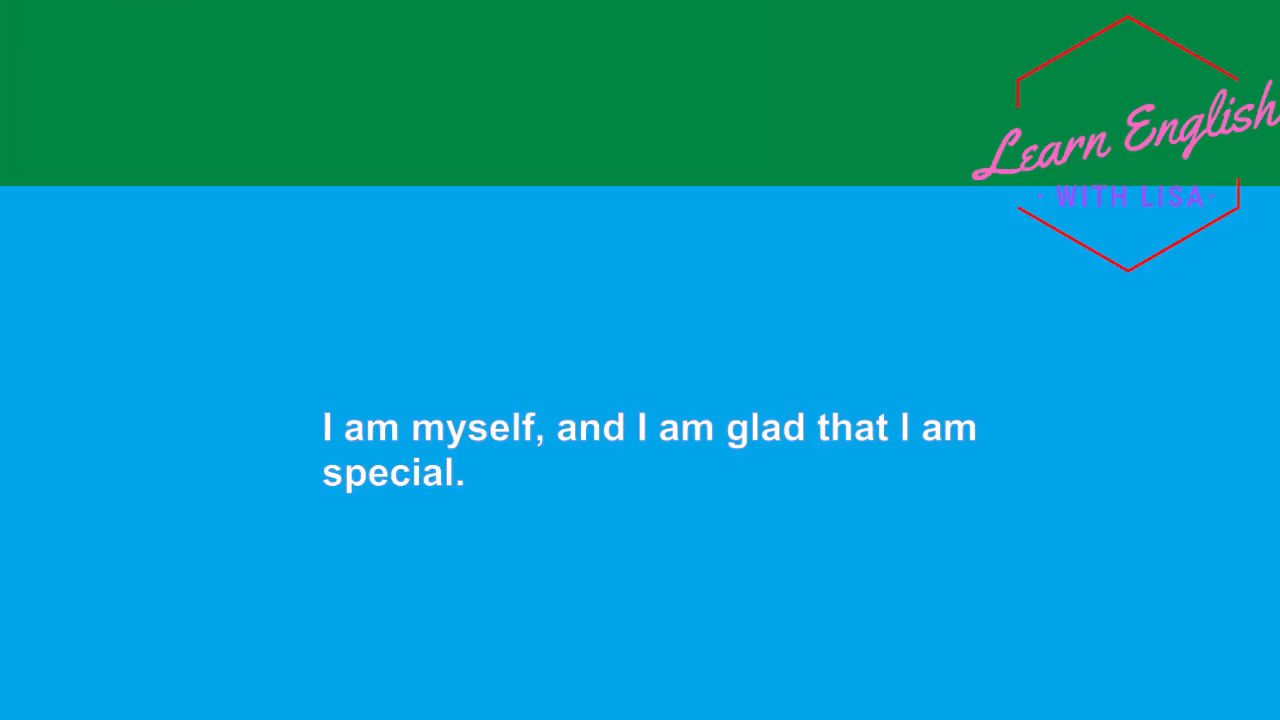 Learn English
· WITH LISA ·
I am myself, and I am glad that I am
special.